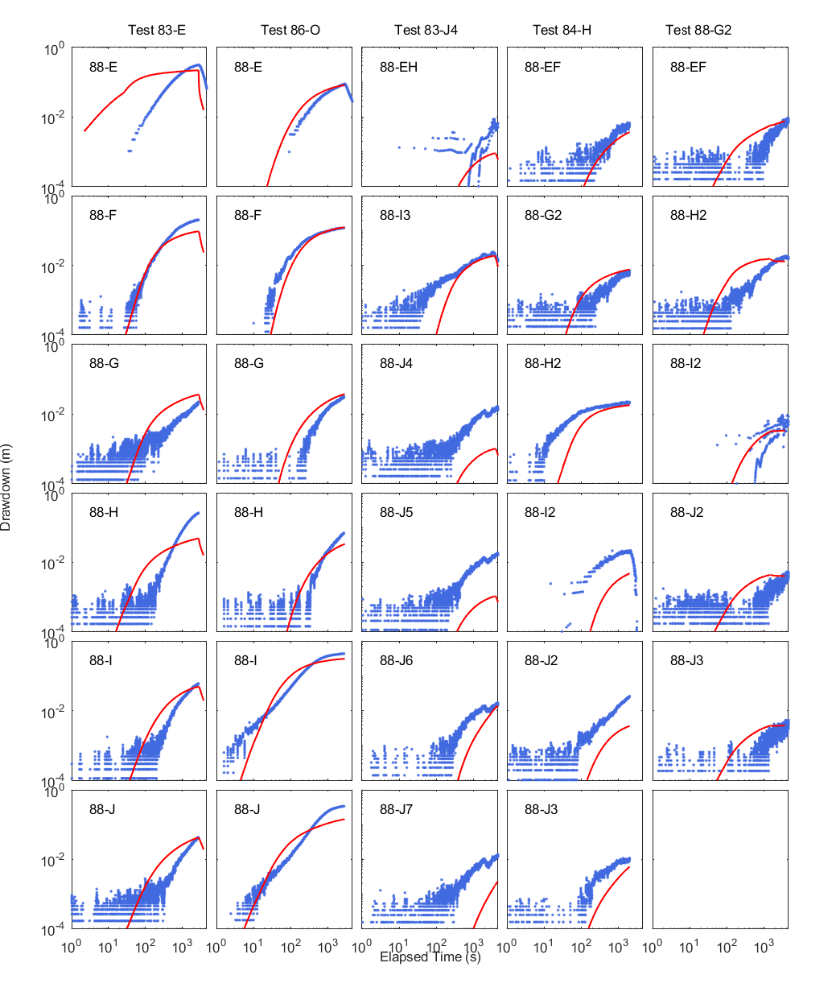 Test 83-E Test 86-O Test 83-J4 Test 84-H Test 88-G2
10^0
88-E 88-E 88-EH 88-EF 88-EF
10^-2
10^-4
10^0
88-F 88-F 88-I3 88-G2 88-H2
10^-2
10^-4
10^0
88-G 88-G 88-J4 88-H2 88-I2
10^-2
10^-4
10^0
88-H 88-H 88-J5 88-I2 88-J2
10^-2
10^-4
10^0
88-I 88-I 88-J6 88-J2 88-J3
10^-2
10^-4
10^0
88-J 88-J 88-J7 88-J3
10^-2
10^-4
10^0 10^1 10^2 10^3 10^0 10^1 10^2 10^3 10^0 10^1 10^2 10^3 10^0 10^1 10^2 10^3 10^0 10^1 10^2 10^3
Elapsed Time (s)
Drawdown (m)